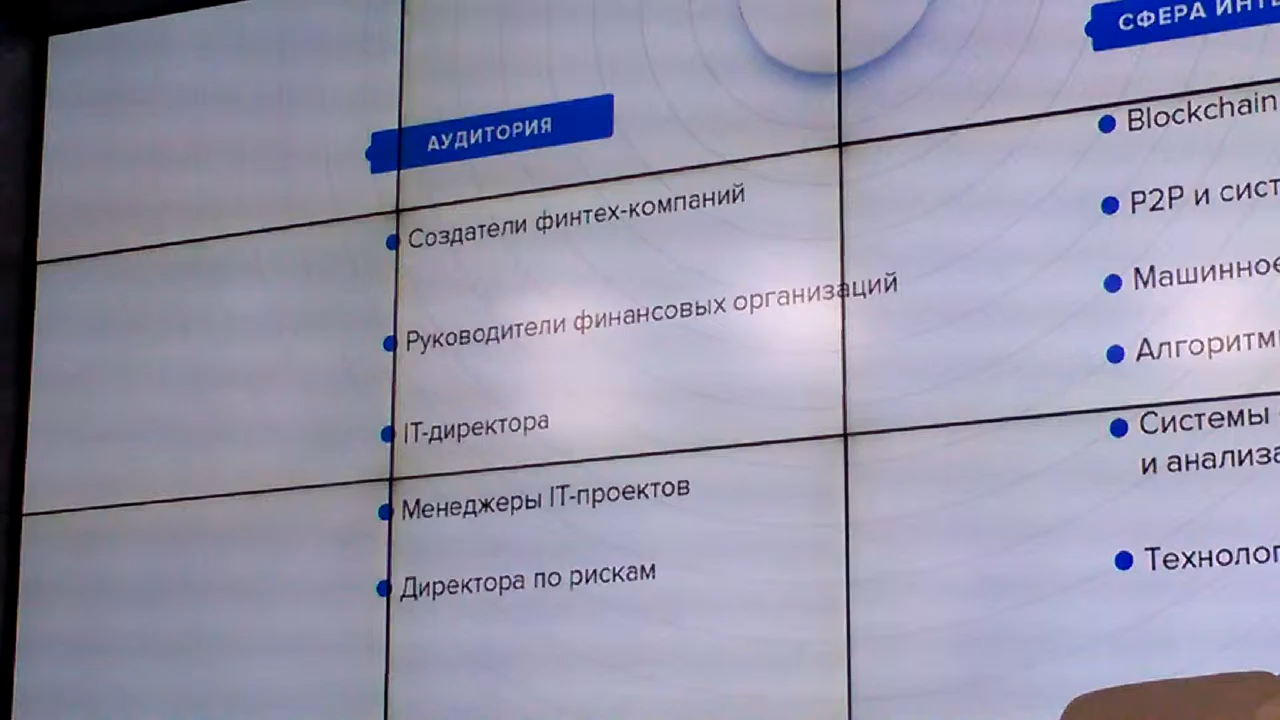 АУДИТОРИЯ
Создатели финтех-компаний
Руководители финансовых организаций
IT-директора
Менеджеры IT-проектов
Директора по рискам
СФЕРА
Blockchain
P2P и
Машинное
Системы
и